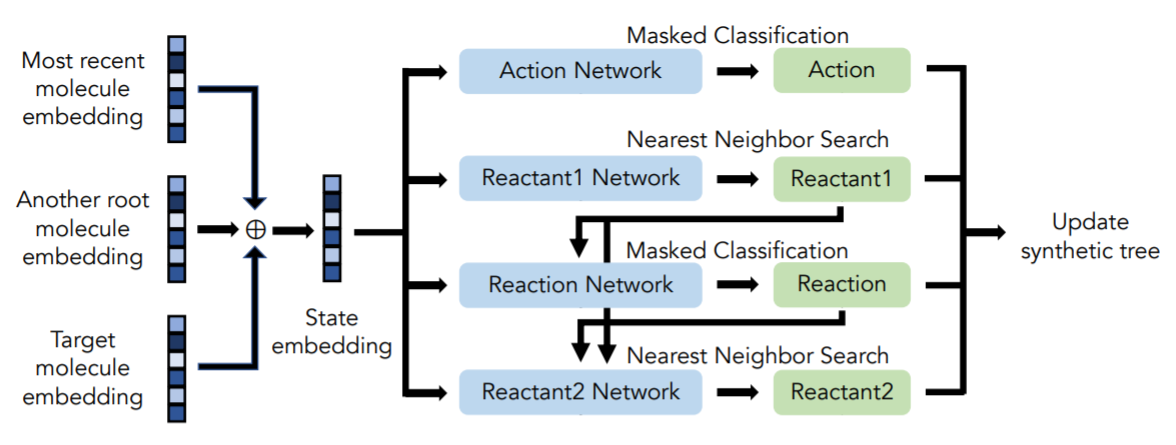 Most recent
molecule
embedding
Another root
molecule
embedding
Target
molecule
embedding
⊕
State
embedding
Masked Classification
Action Network
Action
Nearest Neighbor Search
Reactant1 Network
Reactant1
Masked Classification
Reaction Network
Reaction
Nearest Neighbor Search
Reactant2 Network
Reactant2
Update
synthetic tree